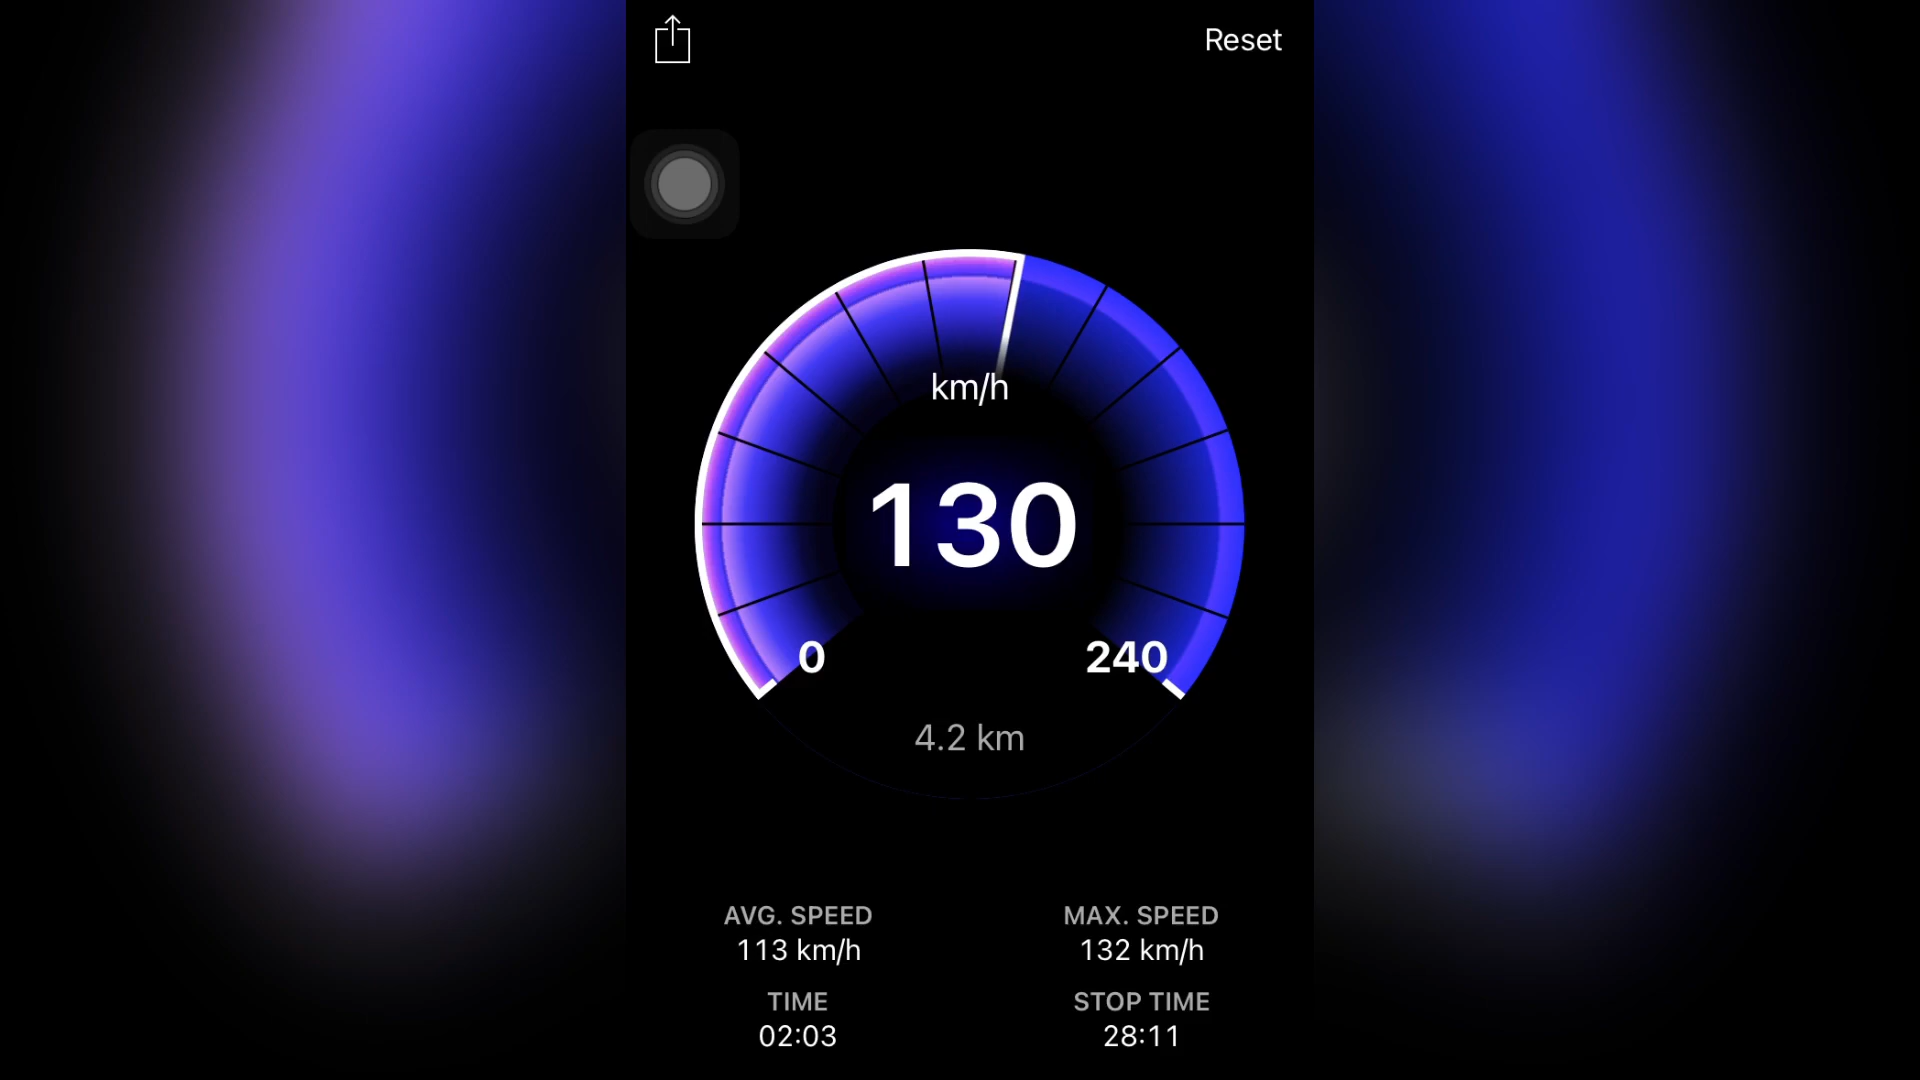 Reset
km/h
130
0
240
4.2 km
AVG. SPEED
113 km/h
MAX. SPEED
132 km/h
TIME
02:03
STOP TIME
28:11